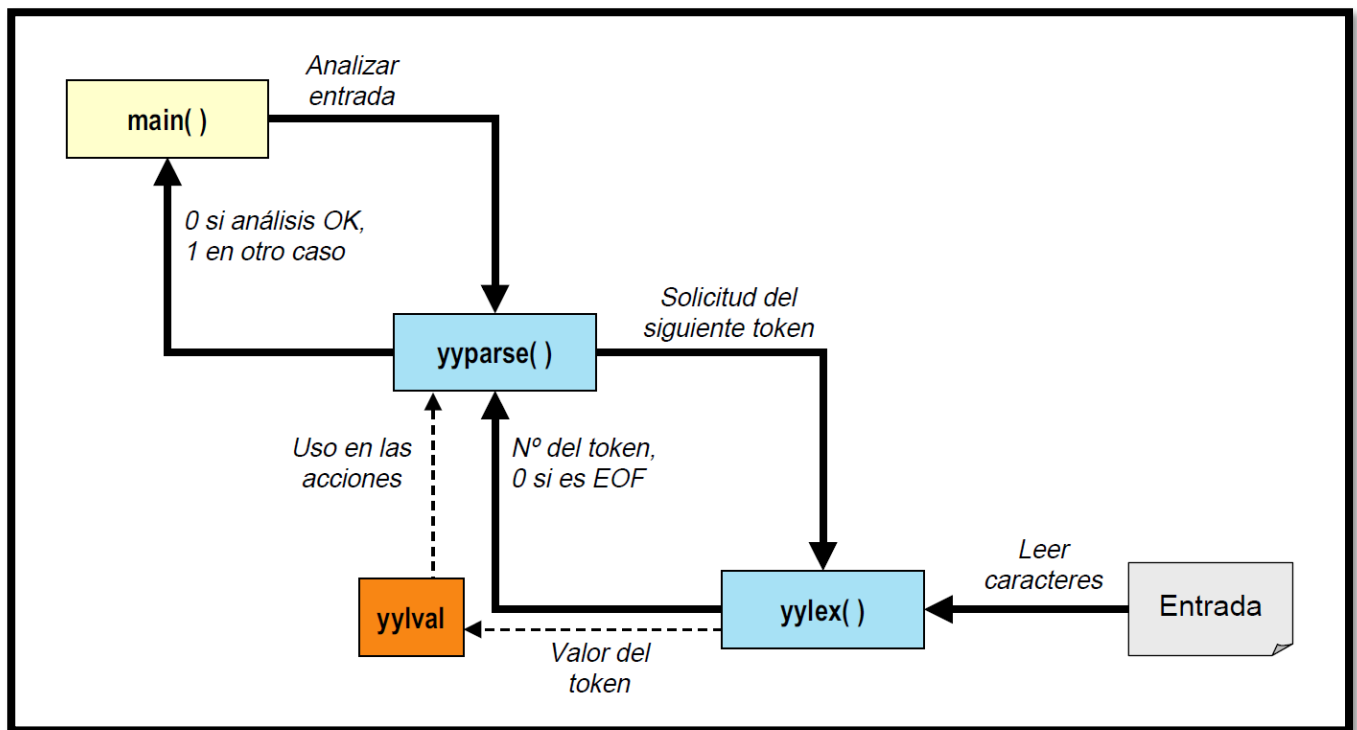 Analizar
entrada
main( )
0 si análisis OK,
1 en otro caso
Solicitud del
siguiente token
yyparse( )
Uso en las
acciones
Nº del token,
0 si es EOF
Leer
caracteres
Entrada
yylex( )
yylval
Valor del
token